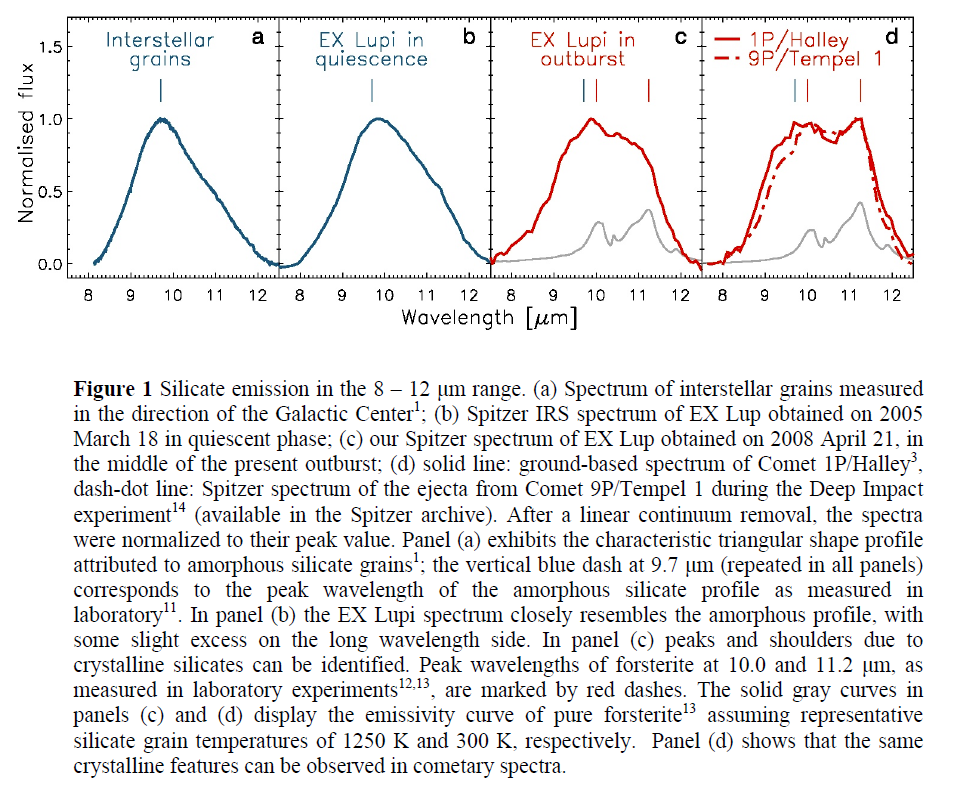 Interstellar grains a
EX Lupi in quiescence b
EX Lupi in outburst c
1P/Halley d
9P/Tempel 1
Normalised flux
1.5
1.0
0.5
0.0
8 9 10 11 12 8 9 10 11 12 8 9 10 11 12 8 9 10 11 12
Wavelength [μm]
Figure 1 Silicate emission in the 8 – 12 μm range. (a) Spectrum of interstellar grains measured
in the direction of the Galactic Center1; (b) Spitzer IRS spectrum of EX Lup obtained on 2005
March 18 in quiescent phase; (c) our Spitzer spectrum of EX Lup obtained on 2008 April 21, in
the middle of the present outburst; (d) solid line: ground-based spectrum of Comet 1P/Halley3,
dash-dot line: Spitzer spectrum of the ejecta from Comet 9P/Tempel 1 during the Deep Impact
experiment14 (available in the Spitzer archive). After a linear continuum removal, the spectra
were normalized to their peak value. Panel (a) exhibits the characteristic triangular shape profile
attributed to amorphous silicate grains1; the vertical blue dash at 9.7 μm (repeated in all panels)
corresponds to the peak wavelength of the amorphous silicate profile as measured in
laboratory11. In panel (b) the EX Lupi spectrum closely resembles the amorphous profile, with
some slight excess on the long wavelength side. In panel (c) peaks and shoulders due to
crystalline silicates can be identified. Peak wavelengths of forsterite at 10.0 and 11.2 μm, as
measured in laboratory experiments12,13, are marked by red dashes. The solid gray curves in
panels (c) and (d) display the emissivity curve of pure forsterite13 assuming representative
silicate grain temperatures of 1250 K and 300 K, respectively. Panel (d) shows that the same
crystalline features can be observed in cometary spectra.